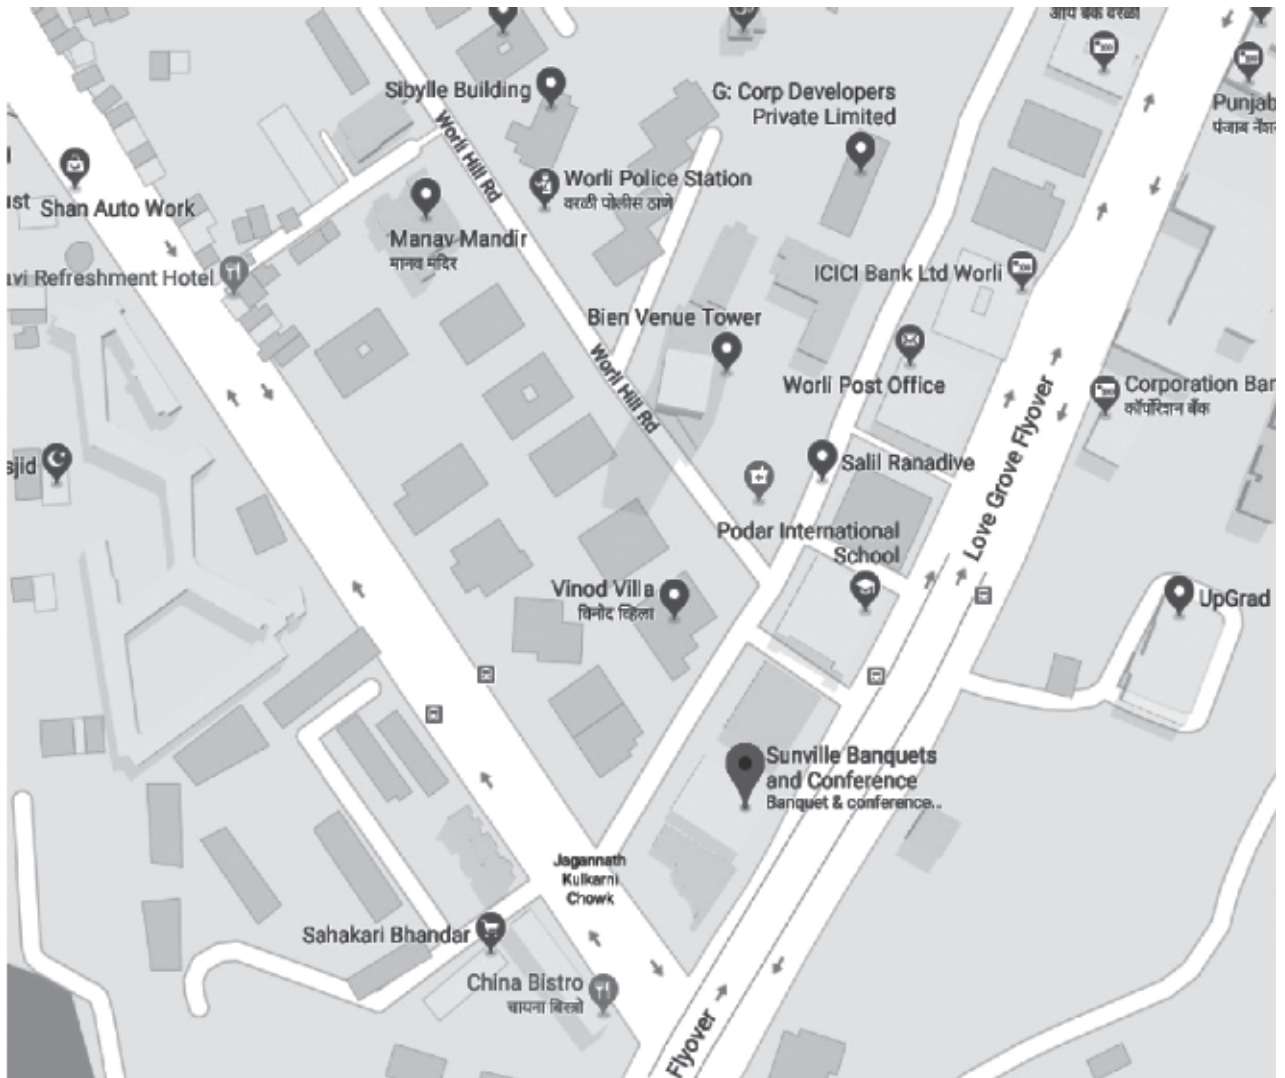 आय बँक वरळी
Sibylle Building
G: Corp Developers
Private Limited
Punjab
Worli Hill Rd
Shan Auto Work
Worli Police Station
वरळी पोलीस ठाणे
Manav Mandir
मानव मंदिर
Refreshment Hotel
ICICI Bank Ltd Worli
Bien Venue Tower
Worli Post Office
Corporation Ban
कॉर्पोरेशन बँक
Worli Hill Rd
Love Grove Flyover
Salil Ranadive
Podar International
School
Vinod Villa
विनोद व्हिला
UpGrad
Sunville Banquets
and Conference
Banquet & conference...
Jagannath
Kulkarni
Chowk
Sahakari Bhandar
China Bistro
चायना बिस्त्रो
Flyover